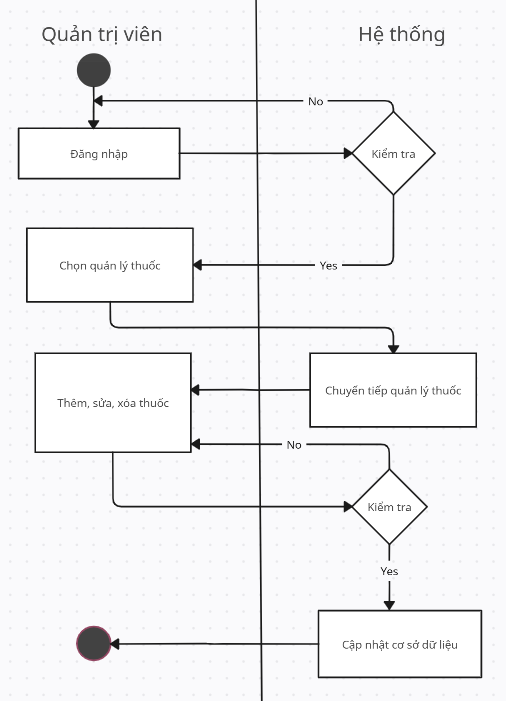 Quản trị viên
Hệ thống
No
Đăng nhập
Kiểm tra
Chọn quản lý thuốc
Yes
Thêm, sửa, xóa thuốc
Chuyển tiếp quản lý thuốc
No
Kiểm tra
Yes
Cập nhật cơ sở dữ liệu